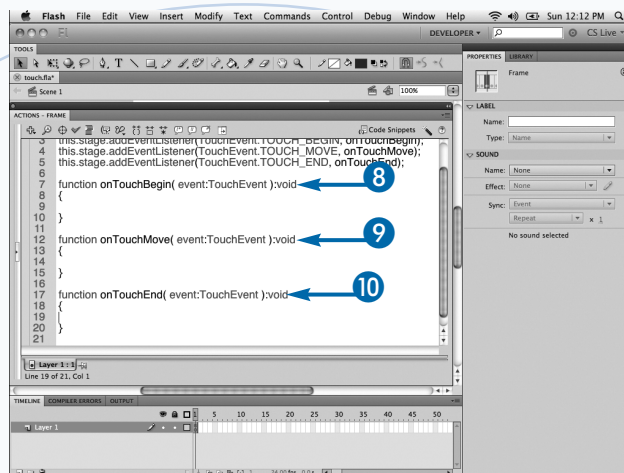 Flash File Edit View Insert Modify Text Commands Control Debug Window Help Sun 12:12 PM
DEVELOPER CS Live
TOOLS
touch.fla*
Scene 1
100%
ACTIONS – FRAME
Code Snippets
3 this.stage.addEventListener(TouchEvent.TOUCH_BEGIN, onTouchBegin);
4 this.stage.addEventListener(TouchEvent.TOUCH_MOVE, onTouchMove);
5 this.stage.addEventListener(TouchEvent.TOUCH_END, onTouchEnd);
6
7 function onTouchBegin( event:TouchEvent ):void 8
8 {
9
10 }
11
12 function onTouchMove( event:TouchEvent ):void 9
13 {
14
15 }
16
17 function onTouchEnd( event:TouchEvent ):void 10
18 {
19
20 }
21
Layer 1 : 1
Line 19 of 21, Col 1
TIMELINE COMPILER ERRORS OUTPUT
5 10 15 20 25 30 35 40 45 50
Layer 1
24.00 fps 0.0 s
PROPERTIES LIBRARY
Frame
LABEL
Name:
Type: Name
SOUND
Name: None
Effect: None
Sync: Event
Repeat x 1
No sound selected